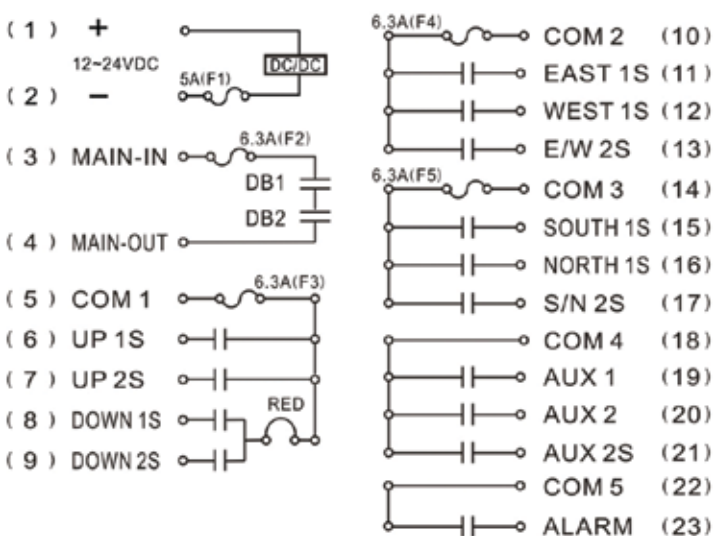 ( 1 ) +
12~24VDC
DC/DC
5A(F1)
( 2 ) −
6.3A(F2)
( 3 ) MAIN-IN
DB1
DB2
( 4 ) MAIN-OUT
6.3A(F3)
( 5 ) COM 1
( 6 ) UP 1S
( 7 ) UP 2S
RED
( 8 ) DOWN 1S
( 9 ) DOWN 2S
6.3A(F4)
COM 2 (10)
EAST 1S (11)
WEST 1S (12)
E/W 2S (13)
6.3A(F5)
COM 3 (14)
SOUTH 1S (15)
NORTH 1S (16)
S/N 2S (17)
COM 4 (18)
AUX 1 (19)
AUX 2 (20)
AUX 2S (21)
COM 5 (22)
ALARM (23)